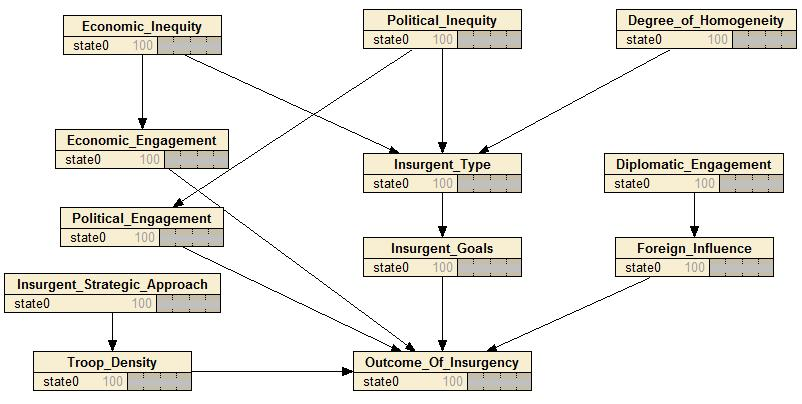 Economic_Inequity
state0 100
Political_Inequity
state0 100
Degree_of_Homogeneity
state0 100
Economic_Engagement
state0 100
Insurgent_Type
state0 100
Diplomatic_Engagement
state0 100
Political_Engagement
state0 100
Insurgent_Goals
state0 100
Foreign_Influence
state0 100
Insurgent_Strategic_Approach
state0 100
Troop_Density
state0 100
Outcome_Of_Insurgency
state0 100